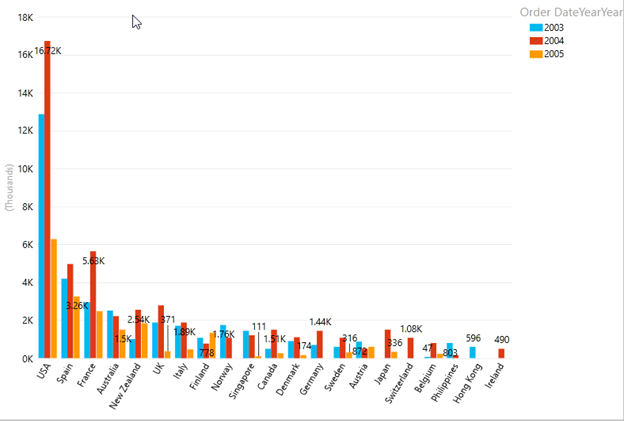 Order DateYearYear
2003
2004
2005
18K
16K
14K
12K
10K
8K
6K
4K
2K
0K
(Thousands)
16.72K
3.26K
5.63K
1.5K
2.54K
371
1.89K
778
1.76K
111
1.51K
174
1.44K
316
872
336
1.08K
47
803
596
490
USA
Spain
France
Australia
New Zealand
UK
Italy
Finland
Norway
Singapore
Canada
Denmark
Germany
Sweden
Austria
Japan
Switzerland
Belgium
Philippines
Hong Kong
Ireland